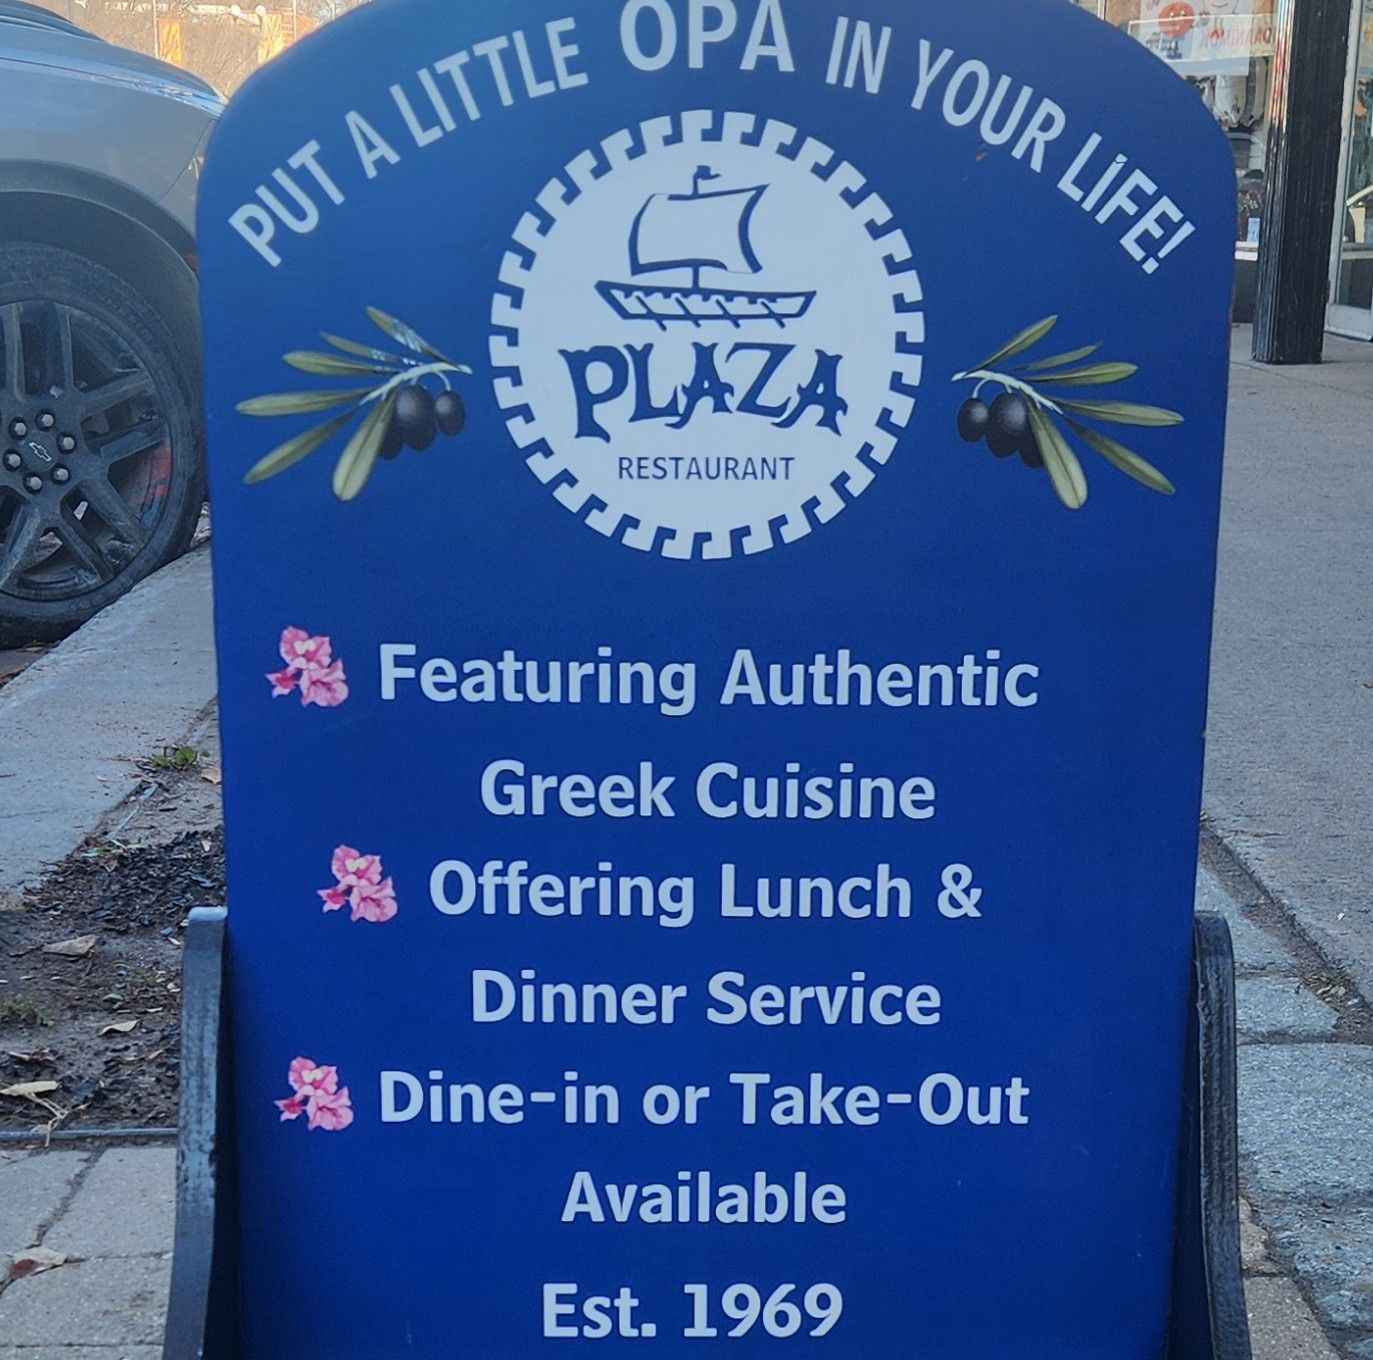 PUT A LITTLE OPA IN YOUR LIFE!
PLAZA
RESTAURANT
Featuring Authentic
Greek Cuisine
Offering Lunch &
Dinner Service
Dine-in or Take-Out
Available
Est. 1969